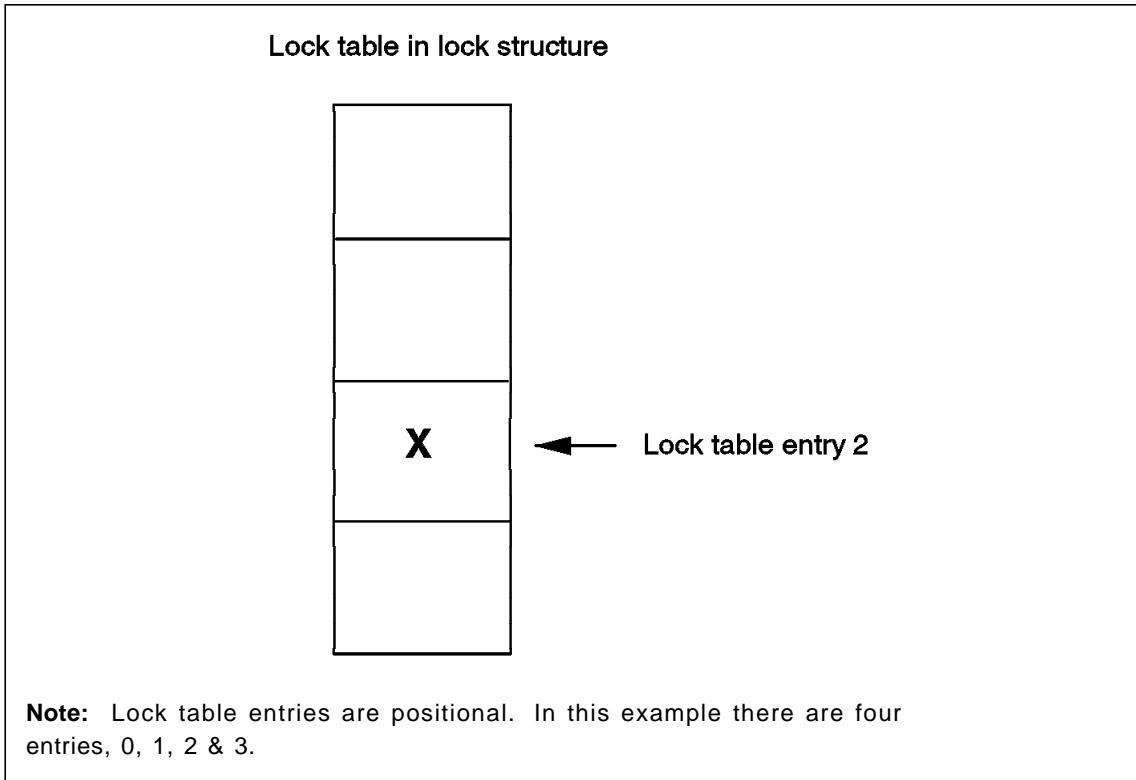 Lock table in lock structure
X
Lock table entry 2
Note: Lock table entries are positional. In this example there are four
entries, 0, 1, 2 & 3.